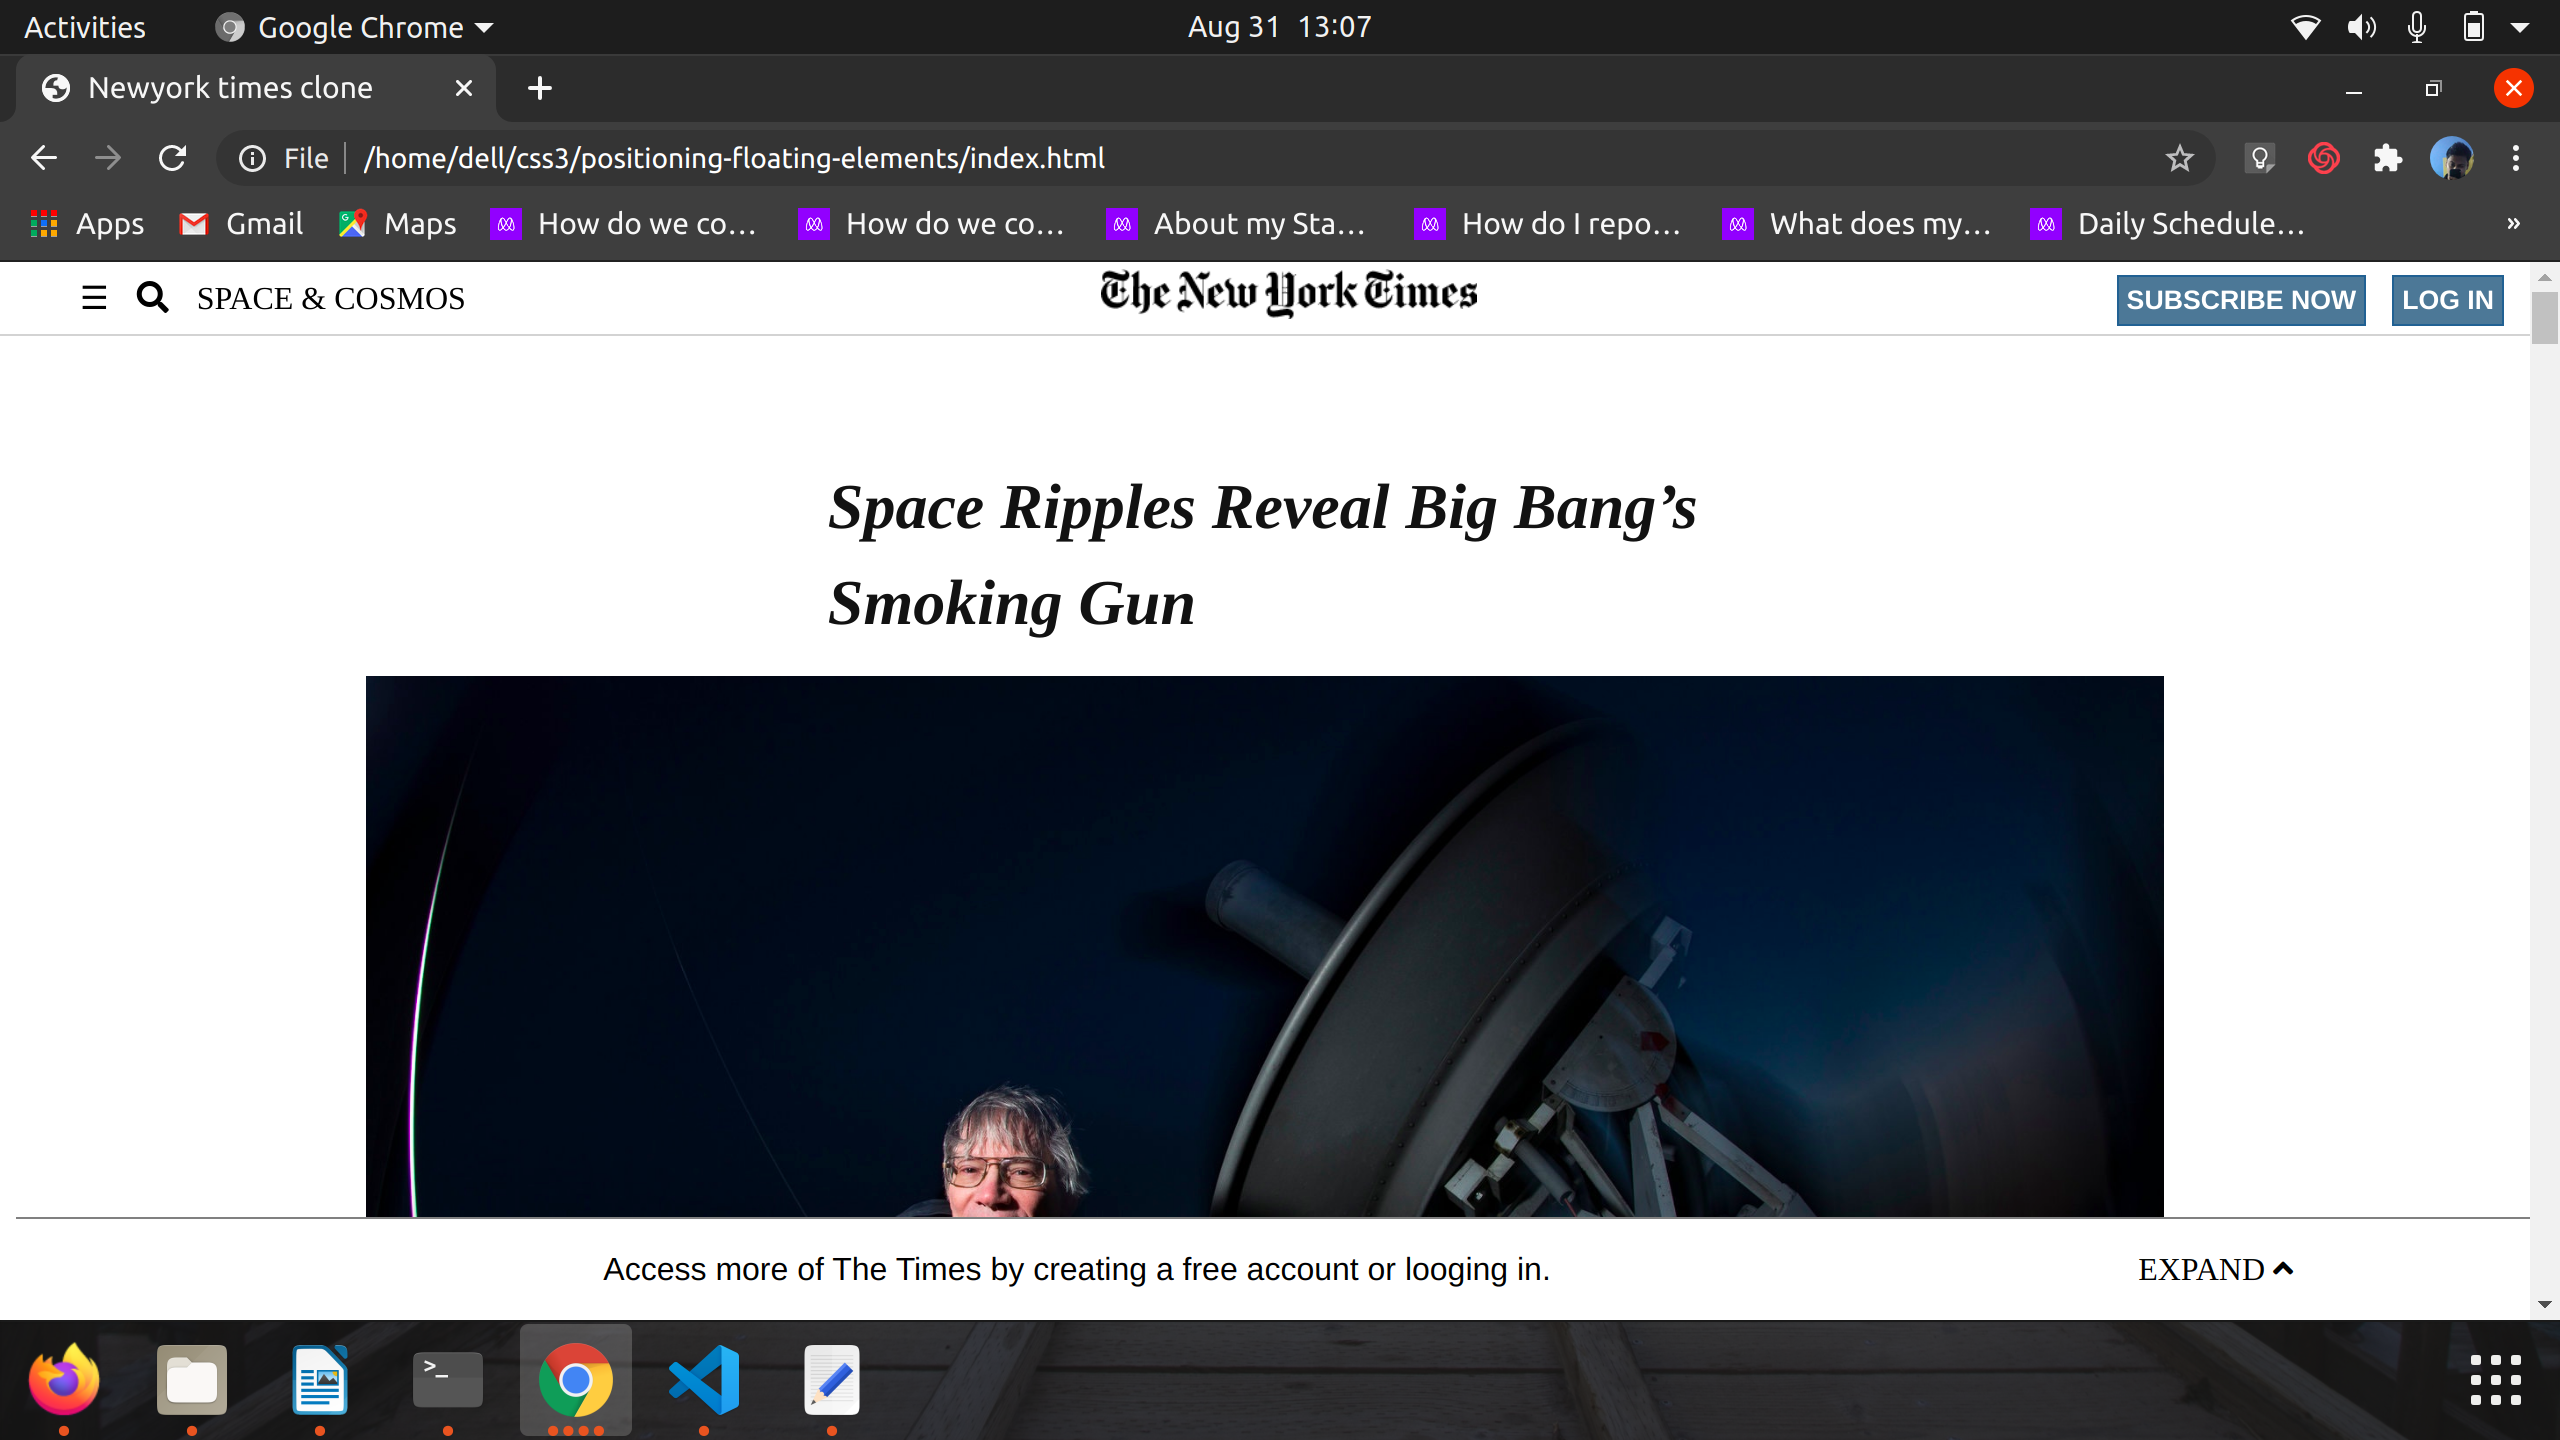 Activities
Google Chrome
Aug 31 13:07
Newyork times clone
File
/home/dell/css3/positioning-floating-elements/index.html
Apps
Gmail
Maps
How do we co…
How do we co…
About my Sta…
How do I repo…
What does my…
Daily Schedule…
»
SPACE & COSMOS
The New York Times
SUBSCRIBE NOW
LOG IN
Space Ripples Reveal Big Bang’s
Smoking Gun
Access more of The Times by creating a free account or looging in.
EXPAND